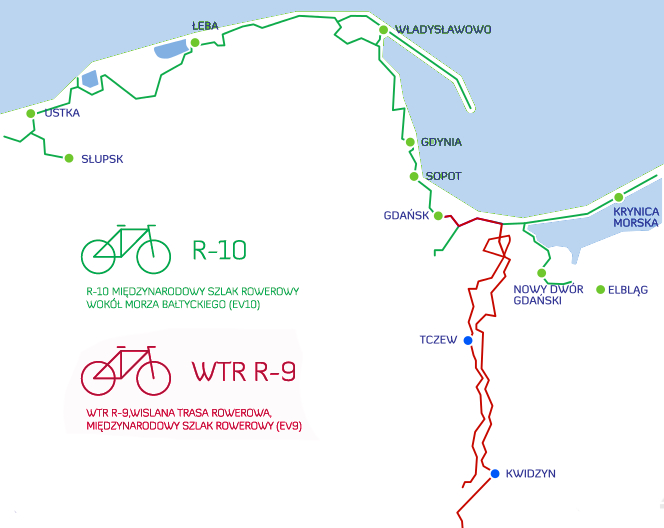 ŁEBA
WŁADYSŁAWOWO
USTKA
SŁUPSK
GDYNIA
SOPOT
GDAŃSK
KRYNICA
MORSKA
R-10
R-10 MIĘDZYNARODOWY SZLAK ROWEROWY
WOKÓŁ MORZA BAŁTYCKIEGO (EV10)
NOWY DWÓR
GDAŃSKI
ELBLĄG
TCZEW
WTR R-9
WTR R-9,WISLANA TRASA ROWEROWA,
MIĘDZYNARODOWY SZLAK ROWEROWY (EV9)
KWIDZYN